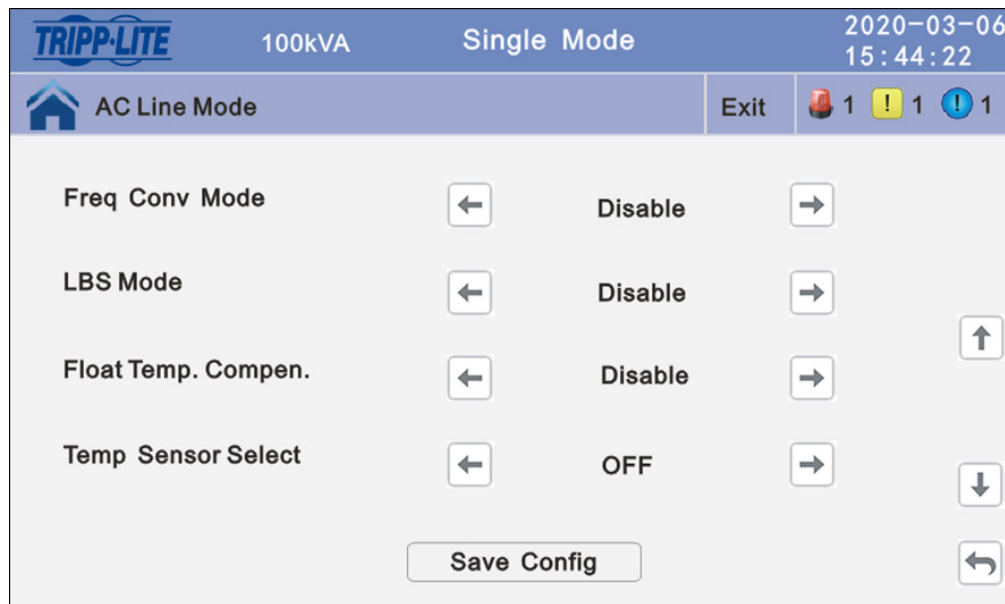 TRIPP·LITE 100kVA Single Mode 2020-03-06
15:44:22
AC Line Mode Exit 1 ! 1 ! 1
Freq Conv Mode Disable
LBS Mode Disable
Float Temp. Compen. Disable
Temp Sensor Select OFF
Save Config